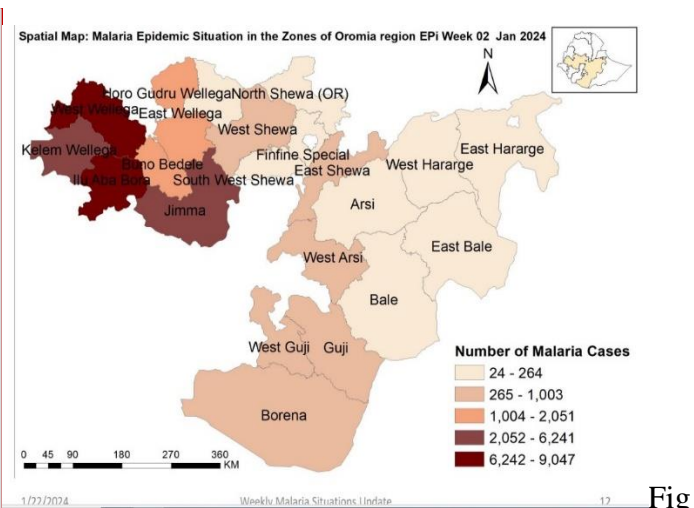 Spatial Map: Malaria Epidemic Situation in the Zones of Oromia region EPi Week 02 Jan 2024
N
Horo Gudru Wellega North Shewa (OR)
West Wellega East Wellega
West Shewa
East Hararge
Kelem Wellega
Finfine Special
Buno Bedele
West Hararge
East Shewa
Ilu Aba Bora
South West Shewa
Arsi
Jimma
East Bale
West Arsi
Bale
West Guji
Guji
Borena
Number of Malaria Cases
24 - 264
265 - 1,003
1,004 - 2,051
2,052 - 6,241
6,242 - 9,047
0 45 90 180 270 360
KM
1/22/2024 Weekly Malaria Situations Update 12
Fig